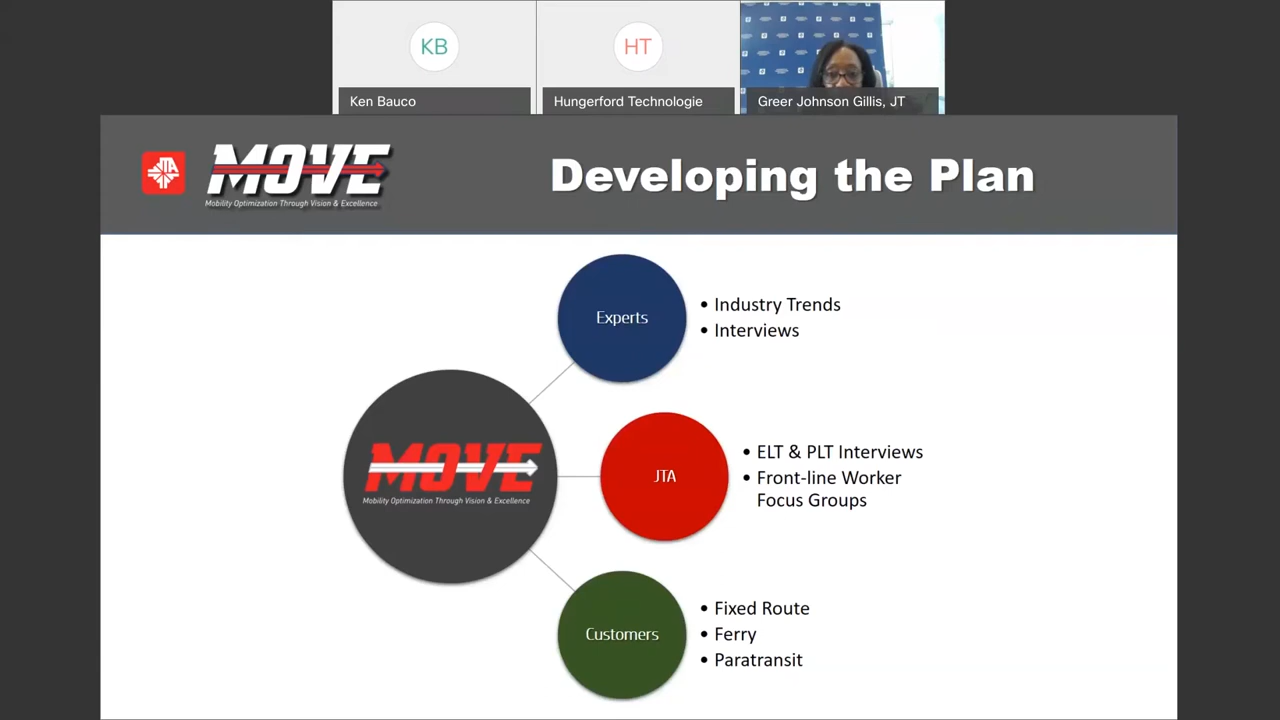 KB
HT
Ken Bauco
Hungerford Technologie
Greer Johnson Gillis, JT
JTA
MOVE
Mobility Optimization Through Vision & Excellence
Developing the Plan
Experts
• Industry Trends
• Interviews
MOVE
Mobility Optimization Through Vision & Excellence
JTA
• ELT & PLT Interviews
• Front-line Worker
Focus Groups
Customers
• Fixed Route
• Ferry
• Paratransit